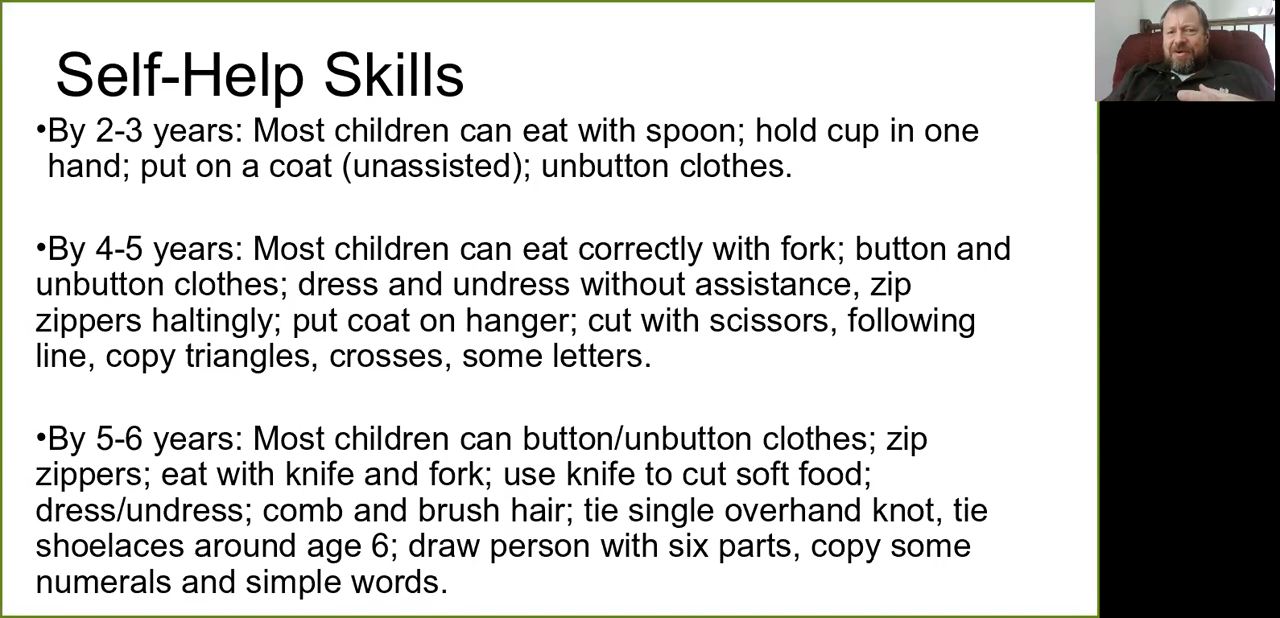 Self-Help Skills
•By 2-3 years: Most children can eat with spoon; hold cup in one
hand; put on a coat (unassisted); unbutton clothes.
•By 4-5 years: Most children can eat correctly with fork; button and
unbutton clothes; dress and undress without assistance, zip
zippers haltingly; put coat on hanger; cut with scissors, following
line, copy triangles, crosses, some letters.
•By 5-6 years: Most children can button/unbutton clothes; zip
zippers; eat with knife and fork; use knife to cut soft food;
dress/undress; comb and brush hair; tie single overhand knot, tie
shoelaces around age 6; draw person with six parts, copy some
numerals and simple words.